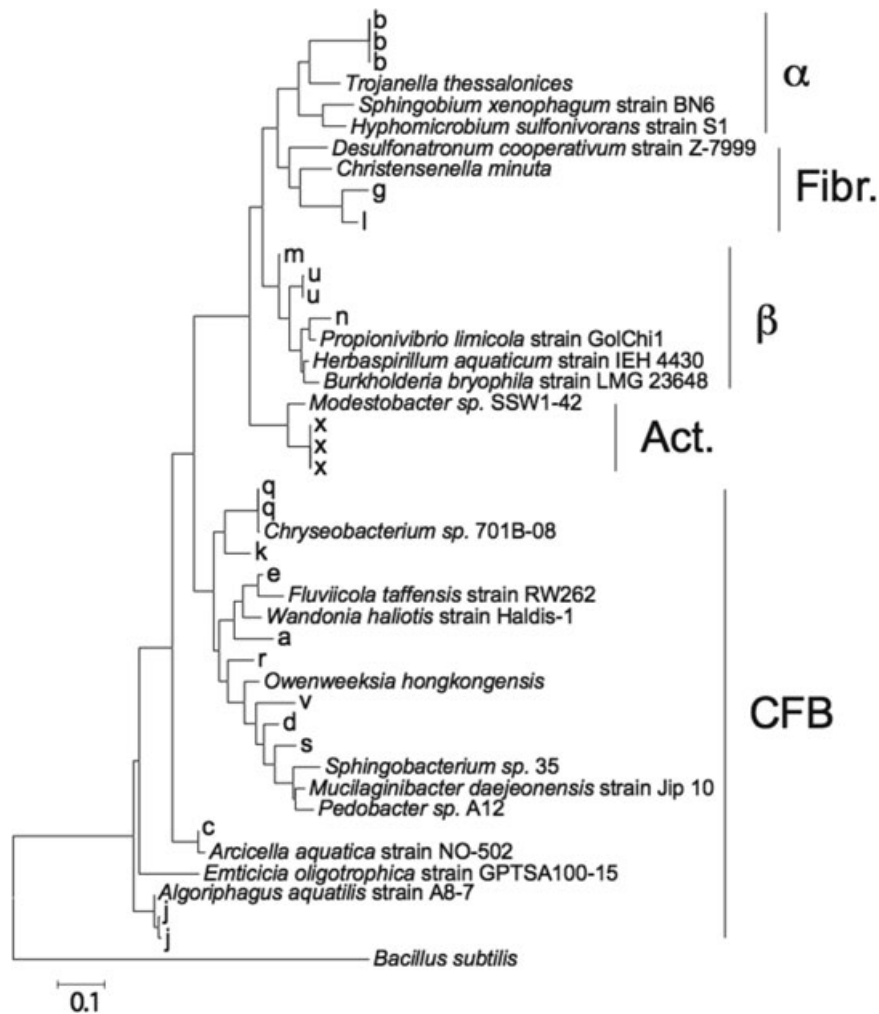 b
b
b
Trojanella thessalonices
Sphingobium xenophagum strain BN6
Hyphomicrobium sulfonivorans strain S1
α
Desulfonatronum cooperativum strain Z-7999
Christensenella minuta
g
l
Fibr.
m
u
u
n
Propionivibrio limicola strain GolChi1
Herbaspirillum aquaticum strain IEH 4430
Burkholderia bryophila strain LMG 23648
β
Modestobacter sp. SSW1-42
x
x
x
Act.
q
q
Chryseobacterium sp. 701B-08
k
e
Fluviicola taffensis strain RW262
Wandonia haliotis strain Haldis-1
a
r
Owenweeksia hongkongensis
v
d
s
Sphingobacterium sp. 35
Mucilaginibacter daejeonensis strain Jip 10
Pedobacter sp. A12
c
Arcicella aquatica strain NO-502
Emticicia oligotrophica strain GPTSA100-15
Algoriphagus aquatilis strain A8-7
j
j
CFB
Bacillus subtilis
0.1